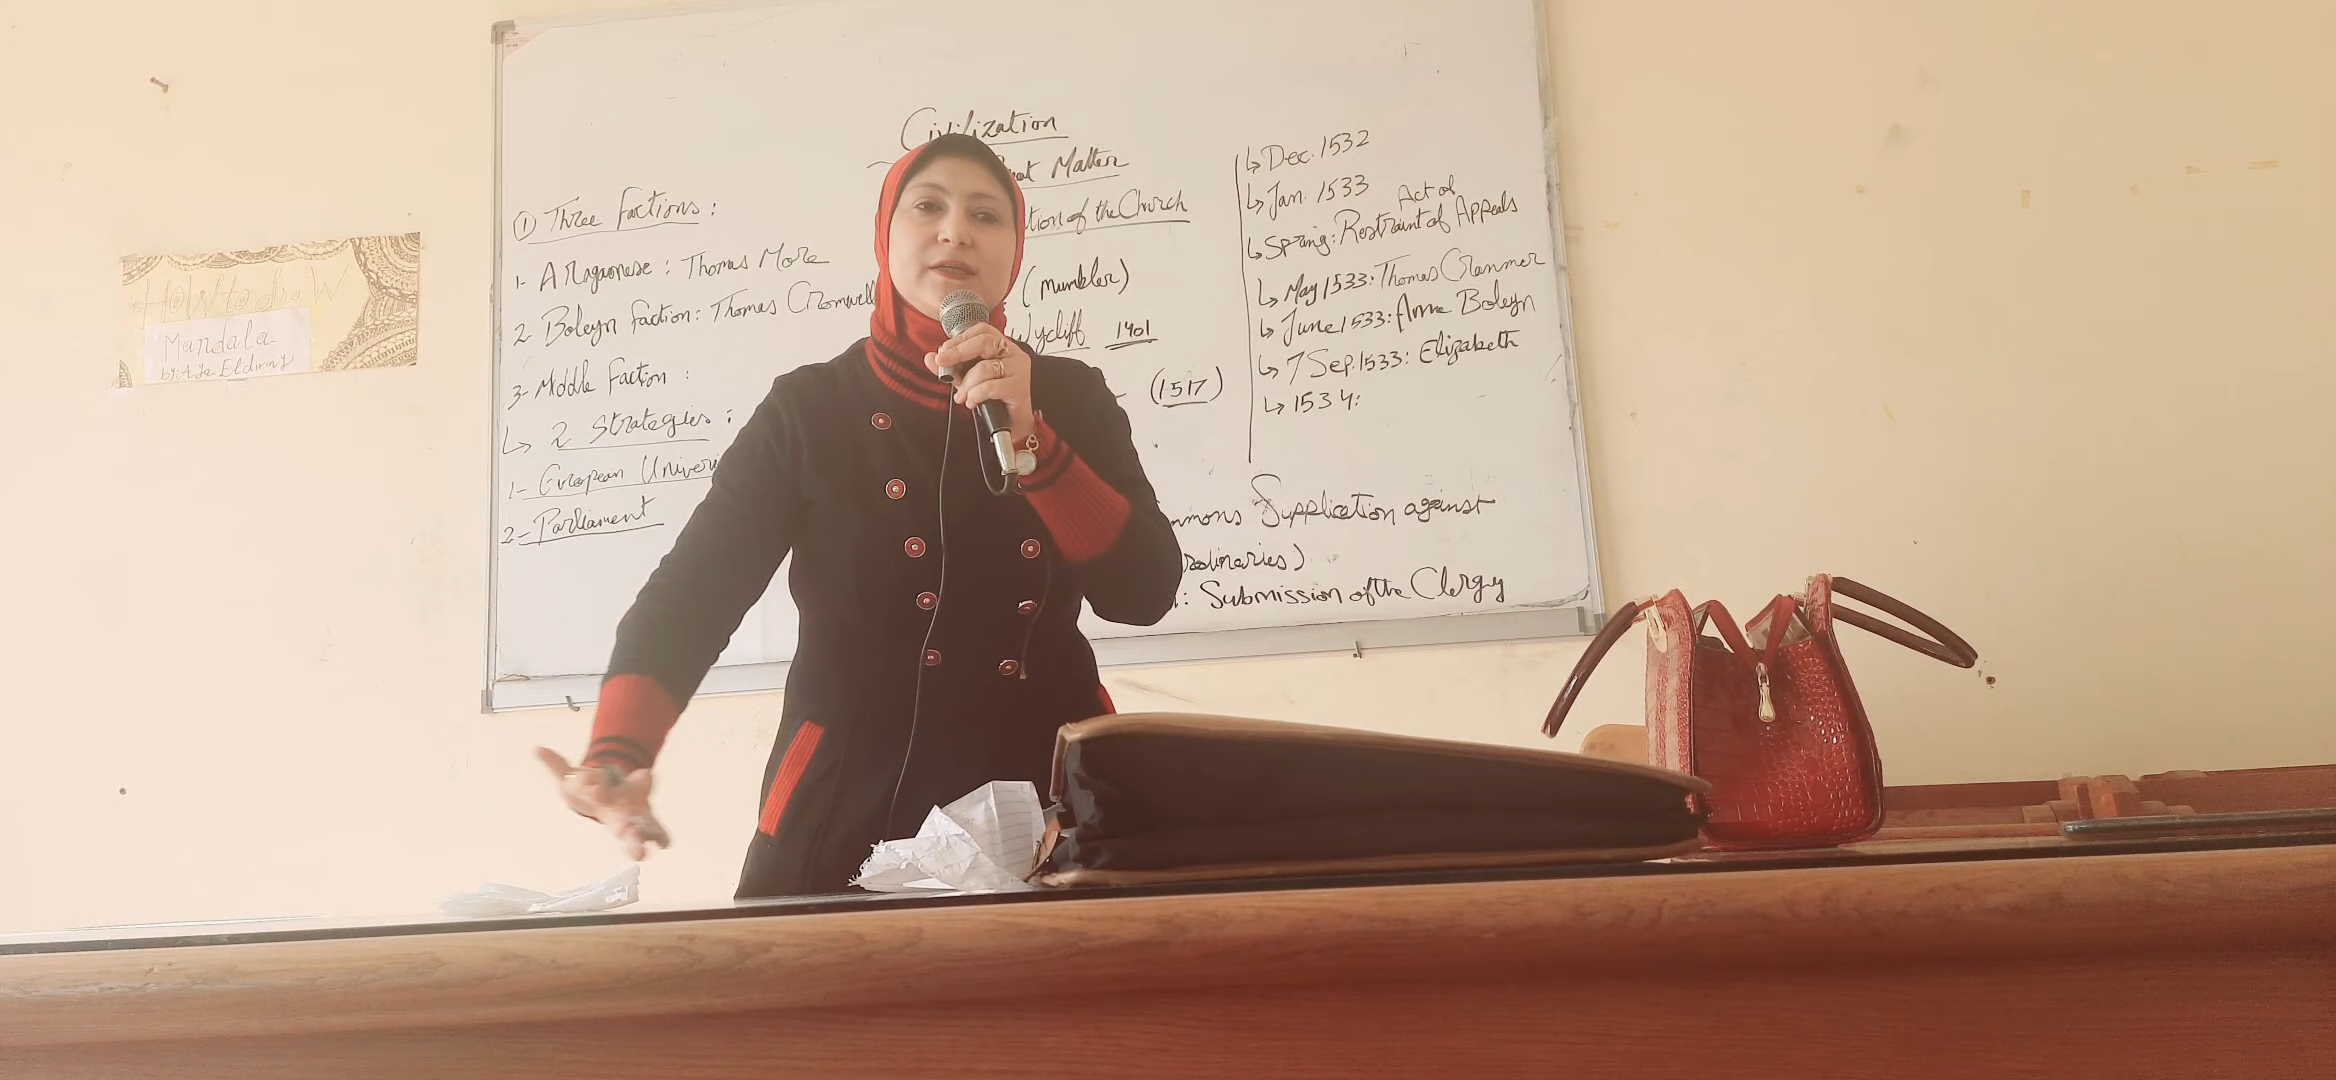 Civilization
Matter
① Three factions:
1- Aragaonese: Thomas More
2- Boleyn faction: Thomas Cromwell
3- Middle Faction:
↳ 2 Strategies:
1- European
2- Parliament
of the Church
(mumbler)
Wycliff 1401
(1517)
↳ Dec. 1532
↳ Jan. 1533
↳ Spring: Act of Restraint of Appeals
↳ May 1533: Thomas Cranmer
↳ June 1533: Anne Boleyn
↳ 7 Sep. 1533: Elizabeth
↳ 1534:
Supplication against
: Submission of the Clergy
HoW to draW
Mandala
by: Aya